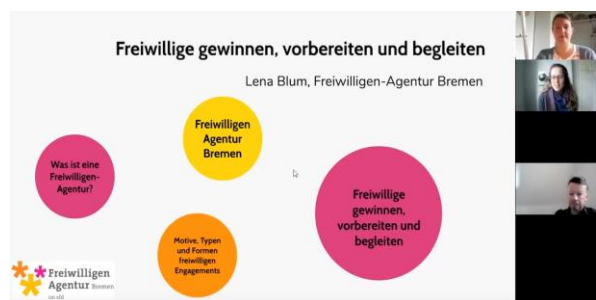 Freiwillige gewinnen, vorbereiten und begleiten
Lena Blum, Freiwilligen-Agentur Bremen
Freiwilligen
Agentur
Bremen
Was ist eine
Freiwilligen-
Agentur?
Freiwillige
gewinnen,
vorbereiten und
begleiten
Motive, Typen
und Formen
freiwilligen
Engagements
Freiwilligen
Agentur Bremen